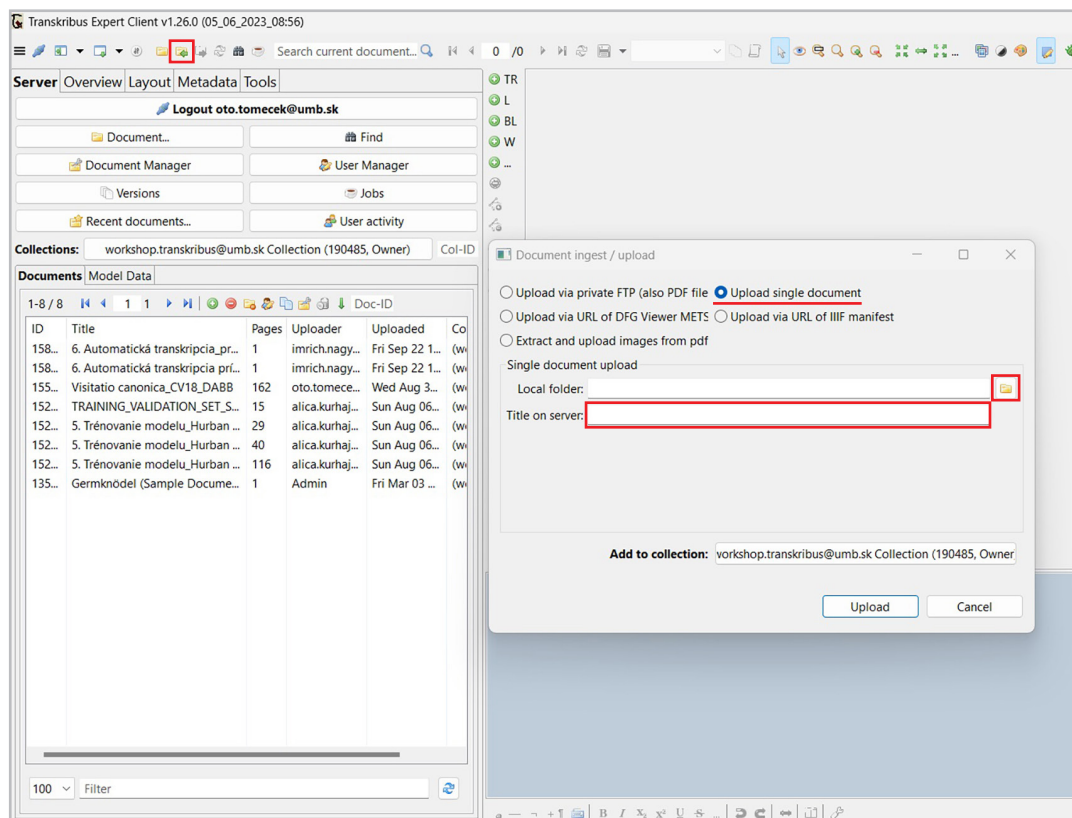 Transkribus Expert Client v1.26.0 (05_06_2023_08:56)
Search current document... 0 /0
Server Overview Layout Metadata Tools
Logout oto.tomecek@umb.sk
Document... Find
Document Manager User Manager
Versions Jobs
Recent documents... User activity
Collections: workshop.transkribus@umb.sk Collection (190485, Owner) Col-ID
Documents Model Data
1-8 / 8 1 1 Doc-ID
ID Title Pages Uploader Uploaded Co
158... 6. Automatická transkripcia_pr... 1 imrich.nagy... Fri Sep 22 1... (w
158... 6. Automatická transkripcia prí... 1 imrich.nagy... Fri Sep 22 1... (w
155... Visitatio canonica_CV18_DABB 162 oto.tomece... Wed Aug 3... (w
152... TRAINING_VALIDATION_SET_S... 15 alica.kurhaj... Sun Aug 06... (w
152... 5. Trénovanie modelu_Hurban ... 29 alica.kurhaj... Sun Aug 06... (w
152... 5. Trénovanie modelu_Hurban ... 40 alica.kurhaj... Sun Aug 06... (w
152... 5. Trénovanie modelu_Hurban ... 116 alica.kurhaj... Sun Aug 06... (w
135... Germknödel (Sample Docume... 1 Admin Fri Mar 03 ... (w
100 Filter
TR
L
BL
W
...
Document ingest / upload
Upload via private FTP (also PDF file Upload single document
Upload via URL of DFG Viewer METS Upload via URL of IIIF manifest
Extract and upload images from pdf
Single document upload
Local folder:
Title on server:
Add to collection: workshop.transkribus@umb.sk Collection (190485, Owner
Upload Cancel
B I X₂ X² U S ...